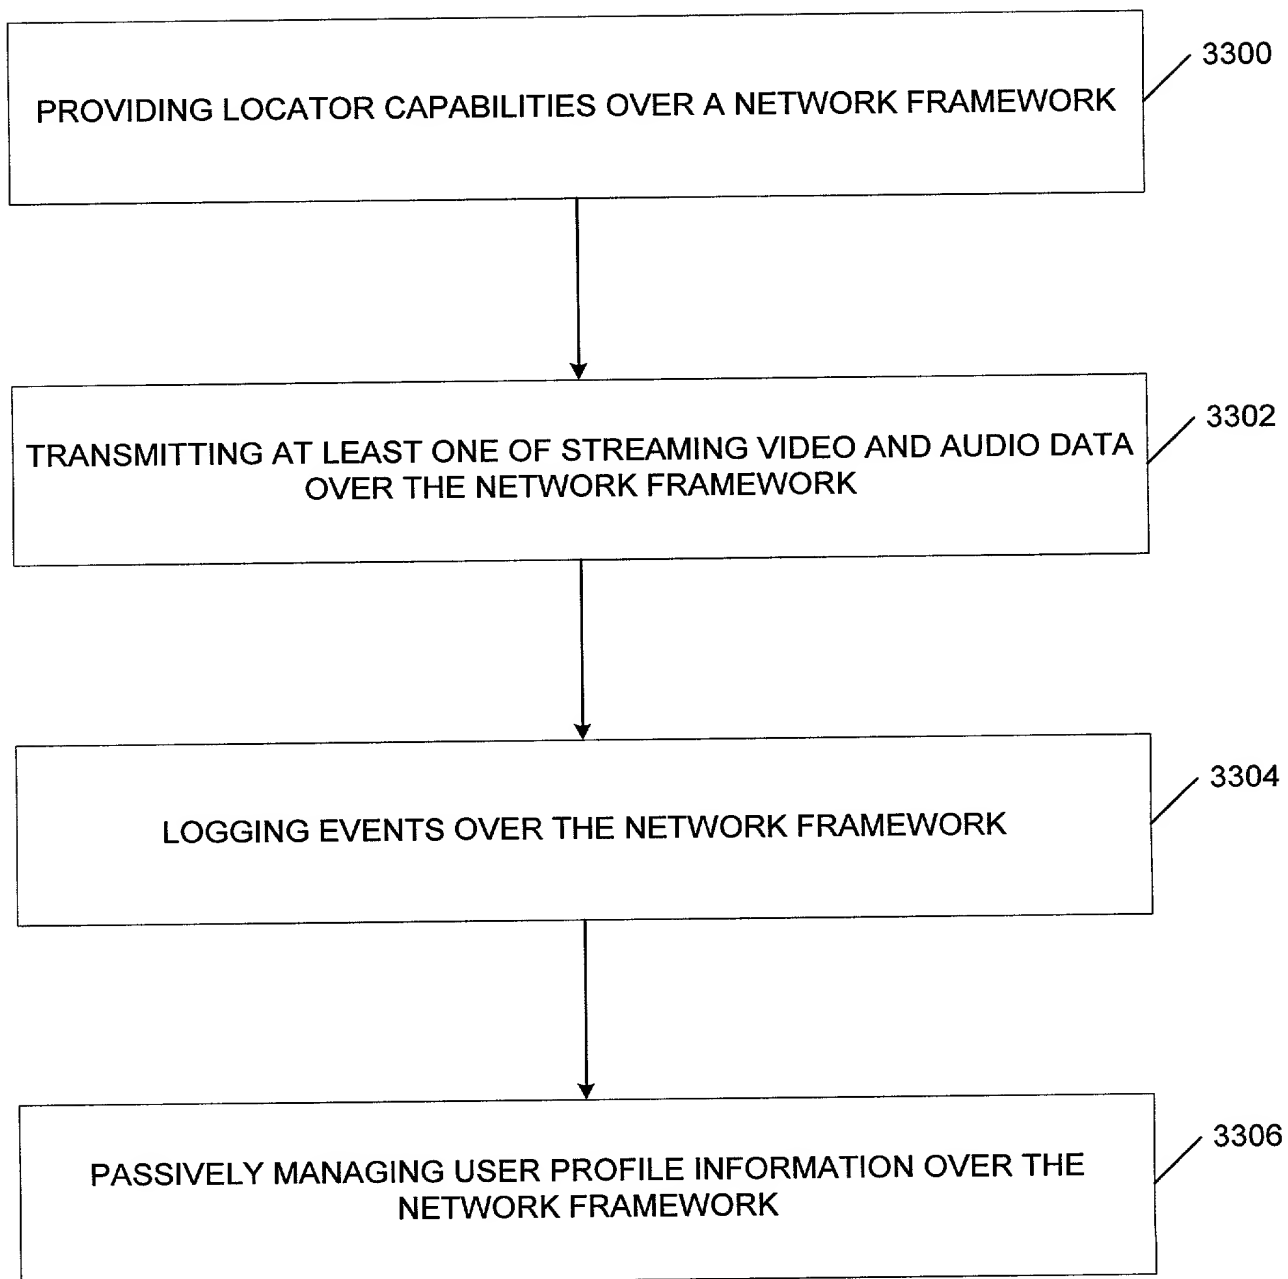 3300
PROVIDING LOCATOR CAPABILITIES OVER A NETWORK FRAMEWORK
3302
TRANSMITTING AT LEAST ONE OF STREAMING VIDEO AND AUDIO DATA
OVER THE NETWORK FRAMEWORK
3304
LOGGING EVENTS OVER THE NETWORK FRAMEWORK
3306
PASSIVELY MANAGING USER PROFILE INFORMATION OVER THE
NETWORK FRAMEWORK